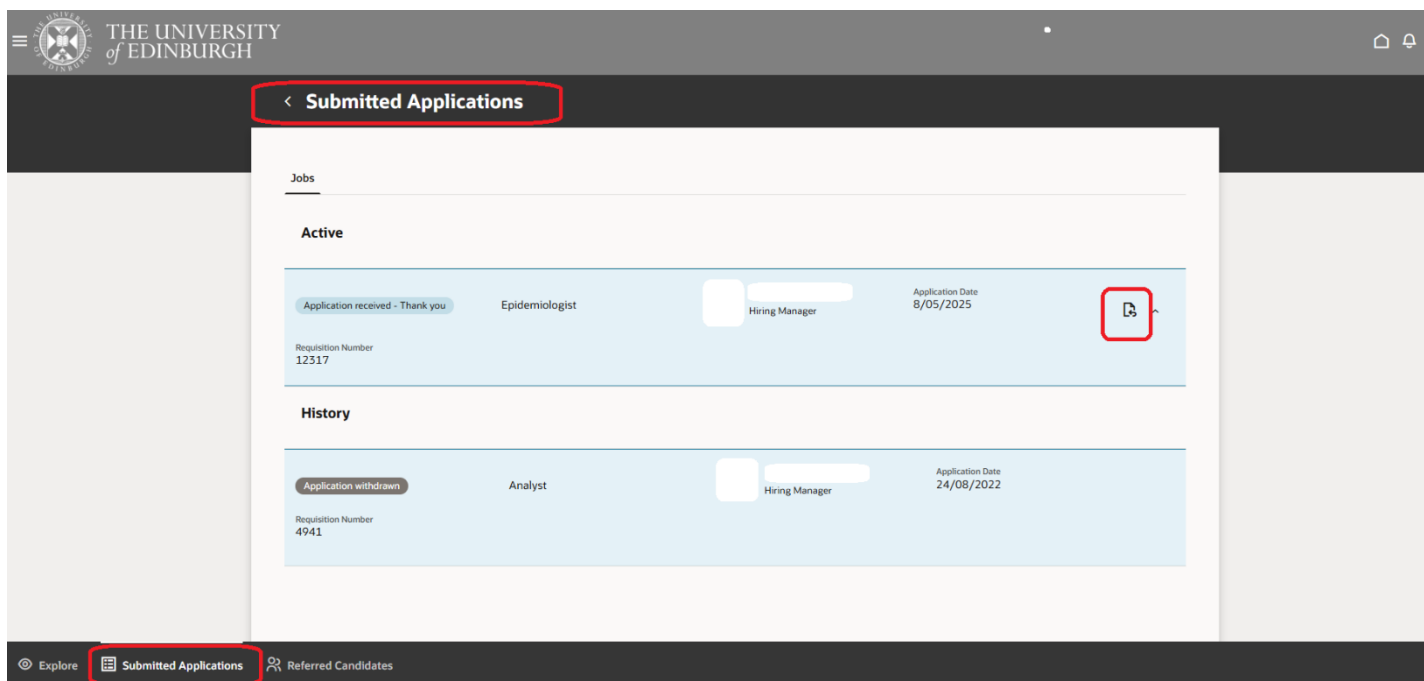 THE UNIVERSITY
of EDINBURGH
Submitted Applications
Jobs
Active
Application received - Thank you
Epidemiologist
Hiring Manager
Application Date
8/05/2025
Requisition Number
12317
History
Application withdrawn
Analyst
Hiring Manager
Application Date
24/08/2022
Requisition Number
4941
Explore
Submitted Applications
Referred Candidates